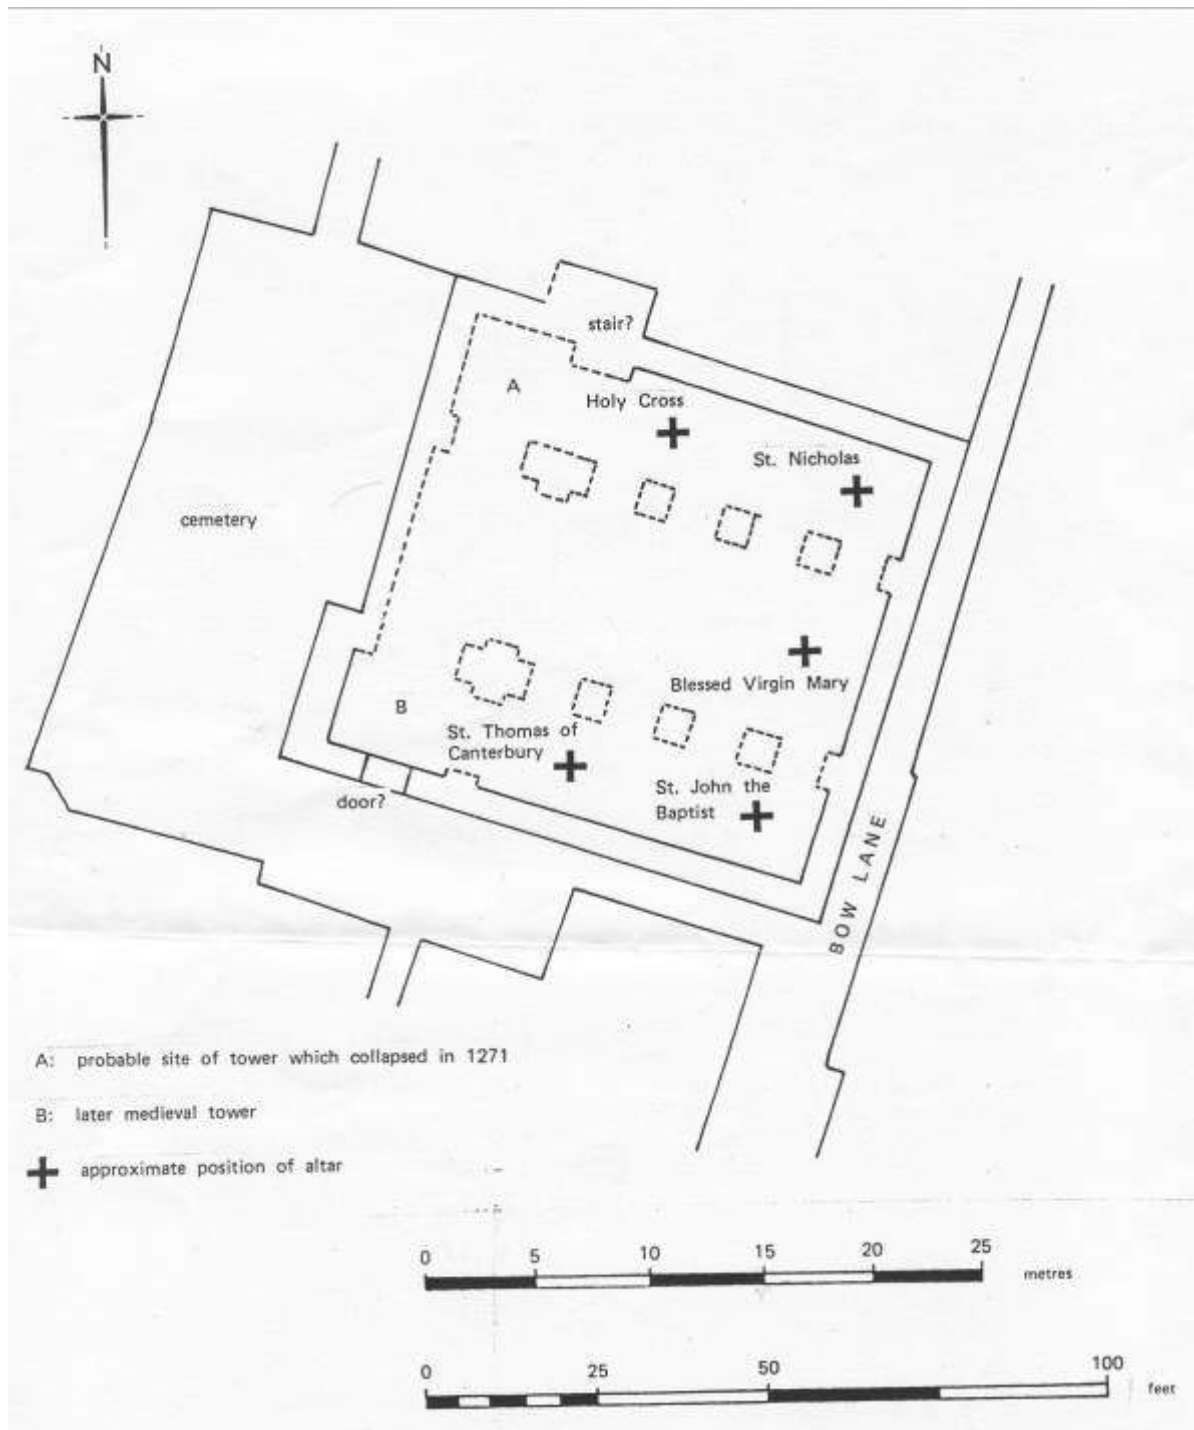 N
stair?
A
Holy Cross
St. Nicholas
cemetery
Blessed Virgin Mary
B
St. Thomas of
Canterbury
St. John the
Baptist
door?
BOW LANE
A: probable site of tower which collapsed in 1271
B: later medieval tower
approximate position of altar
0 5 10 15 20 25
metres
0 25 50 100
feet